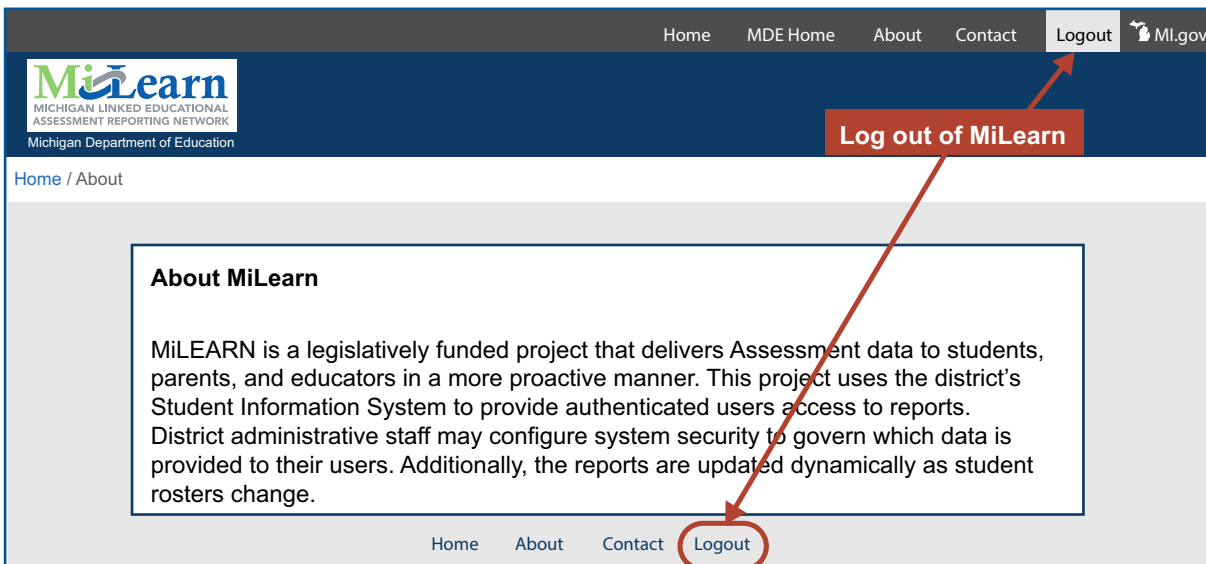 Home MDE Home About Contact Logout MI.gov
MiLearn
MICHIGAN LINKED EDUCATIONAL
ASSESSMENT REPORTING NETWORK
Michigan Department of Education
Log out of MiLearn
Home / About
About MiLearn
MiLEARN is a legislatively funded project that delivers Assessment data to students,
parents, and educators in a more proactive manner. This project uses the district’s
Student Information System to provide authenticated users access to reports.
District administrative staff may configure system security to govern which data is
provided to their users. Additionally, the reports are updated dynamically as student
rosters change.
Home About Contact Logout